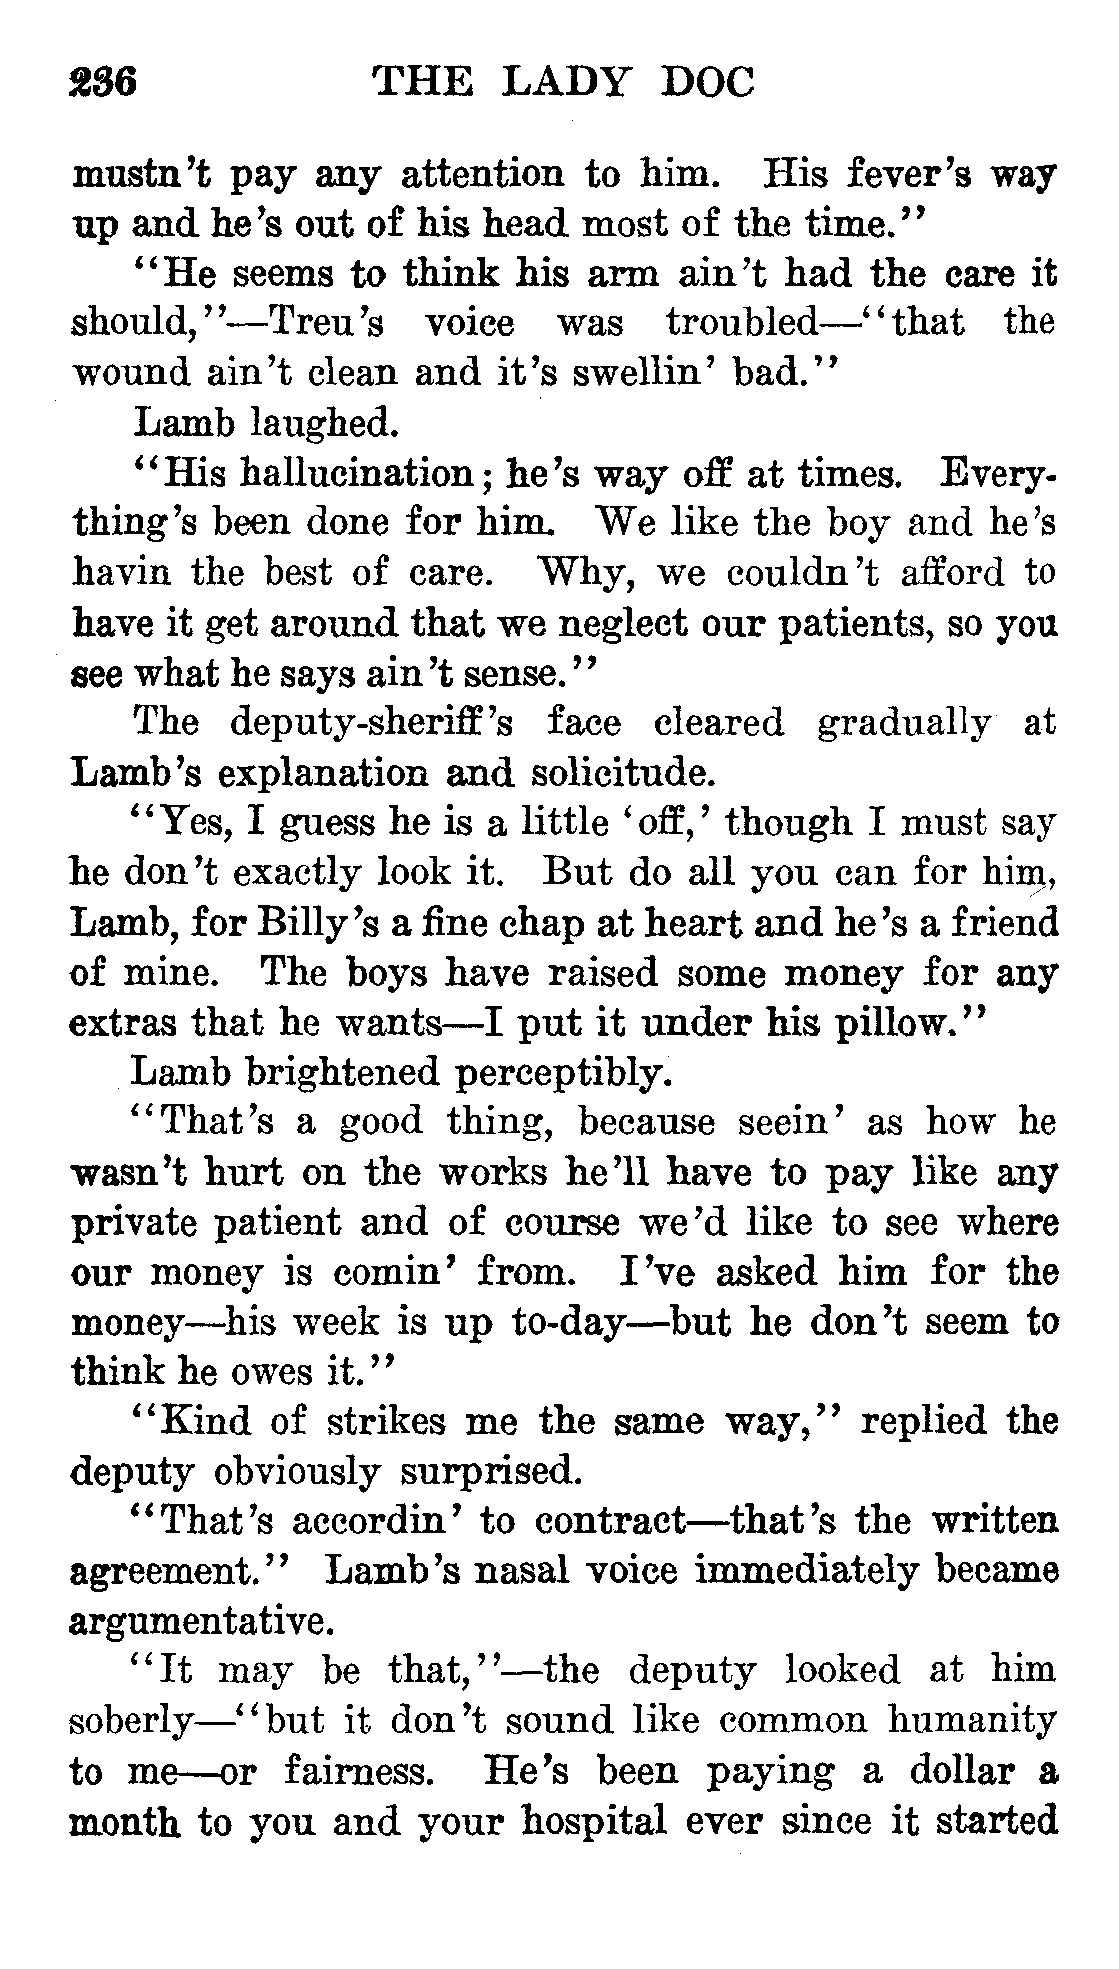 236 THE LADY DOC
mustn't pay any attention to him. His fever's way
up and he's out of his head most of the time."
"He seems to think his arm ain't had the care it
should,"—Treu's voice was troubled—"that the
wound ain't clean and it's swellin' bad."
Lamb laughed.
"His hallucination; he's way off at times. Every-
thing's been done for him. We like the boy and he's
havin the best of care. Why, we couldn't afford to
have it get around that we neglect our patients, so you
see what he says ain't sense."
The deputy-sheriff's face cleared gradually at
Lamb's explanation and solicitude.
"Yes, I guess he is a little 'off,' though I must say
he don't exactly look it. But do all you can for him,
Lamb, for Billy's a fine chap at heart and he's a friend
of mine. The boys have raised some money for any
extras that he wants—I put it under his pillow."
Lamb brightened perceptibly.
"That's a good thing, because seein' as how he
wasn't hurt on the works he'll have to pay like any
private patient and of course we'd like to see where
our money is comin' from. I've asked him for the
money—his week is up to-day—but he don't seem to
think he owes it."
"Kind of strikes me the same way," replied the
deputy obviously surprised.
"That's accordin' to contract—that's the written
agreement." Lamb's nasal voice immediately became
argumentative.
"It may be that,"—the deputy looked at him
soberly—"but it don't sound like common humanity
to me—or fairness. He's been paying a dollar a
month to you and your hospital ever since it started